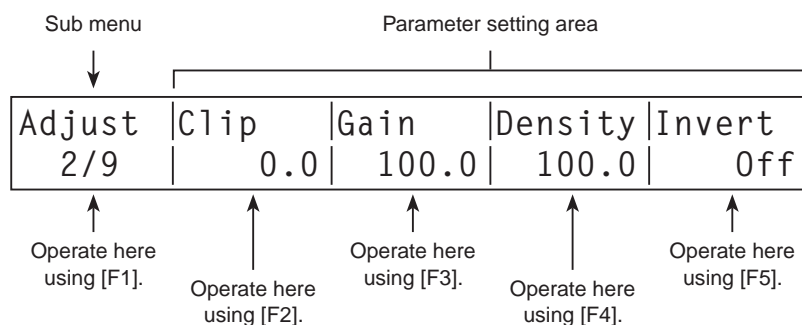 Sub menu
Parameter setting area
Adjust |Clip |Gain |Density|Invert
2/9 | 0.0| 100.0| 100.0| Off
Operate here
using [F1].
Operate here
using [F2].
Operate here
using [F3].
Operate here
using [F4].
Operate here
using [F5].